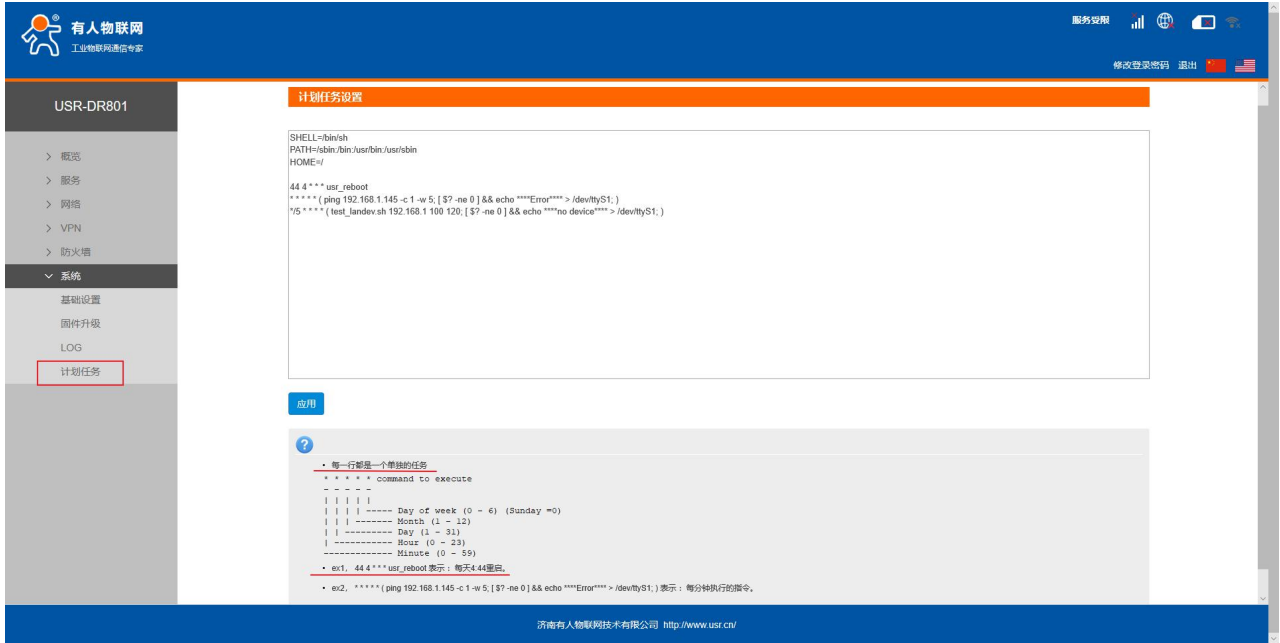 有人物联网
工业物联网通信专家
服务受限
修改登录密码 退出
USR-DR801
概览
服务
网络
VPN
防火墙
系统
基础设置
固件升级
LOG
计划任务
计划任务设置
SHELL=/bin/sh
PATH=/sbin:/bin:/usr/bin:/usr/sbin
HOME=/
44 4 * * * usr_reboot
* * * * * ( ping 192.168.1.145 -c 1 -w 5; [ $? -ne 0 ] && echo ****Error**** > /dev/ttyS1; )
*/5 * * * * ( test_landev.sh 192.168.1 100 120; [ $? -ne 0 ] && echo ****no device**** > /dev/ttyS1; )
应用
• 每一行都是一个单独的任务
* * * * * command to execute
- - - - -
| | | | |
| | | | ----- Day of week (0 - 6) (Sunday =0)
| | | ------- Month (1 - 12)
| | --------- Day (1 - 31)
| ----------- Hour (0 - 23)
------------- Minute (0 - 59)
• ex1， 44 4 * * * usr_reboot 表示： 每天4:44重启。
• ex2， * * * * * ( ping 192.168.1.145 -c 1 -w 5; [ $? -ne 0 ] && echo ****Error**** > /dev/ttyS1; ) 表示： 每分钟执行的指令。
济南有人物联网技术有限公司 http://www.usr.cn/